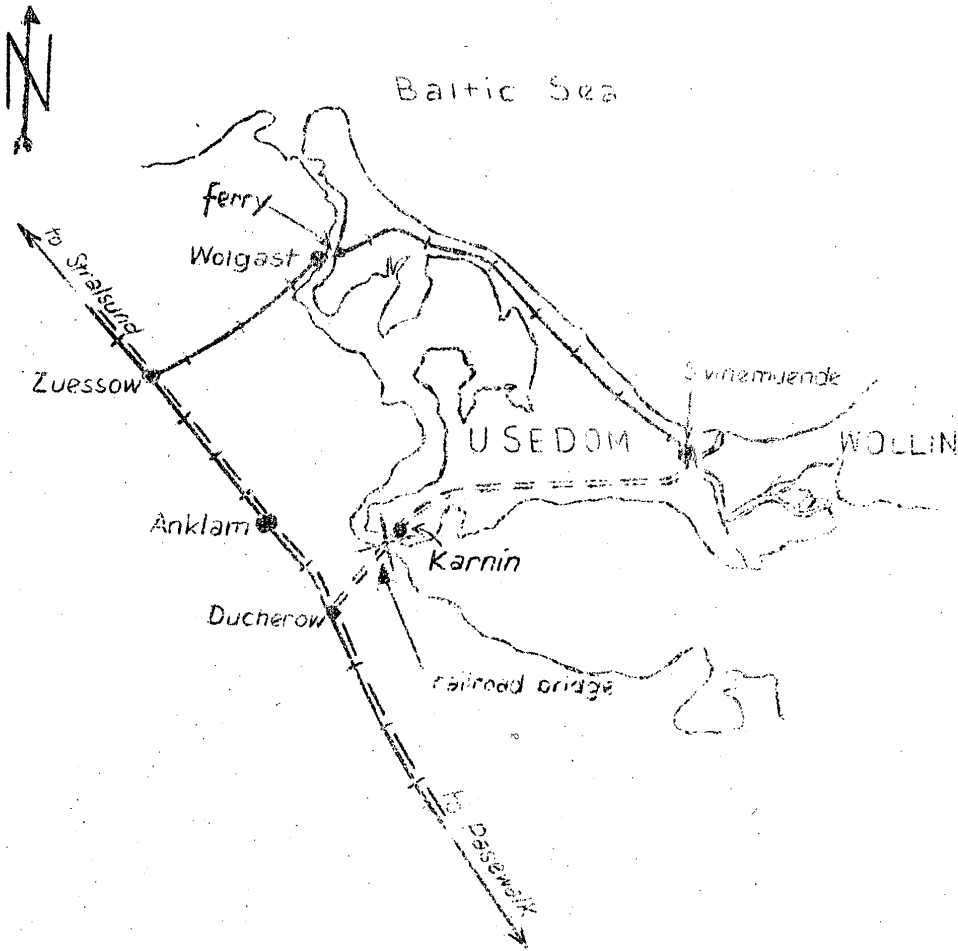 N
Baltic Sea
ferry
Wolgast
to Stralsund
Zuessow
Swinemuende
USEDOM
WOLLIN
Anklam
Karnin
Ducherow
railroad bridge
to Pasewalk